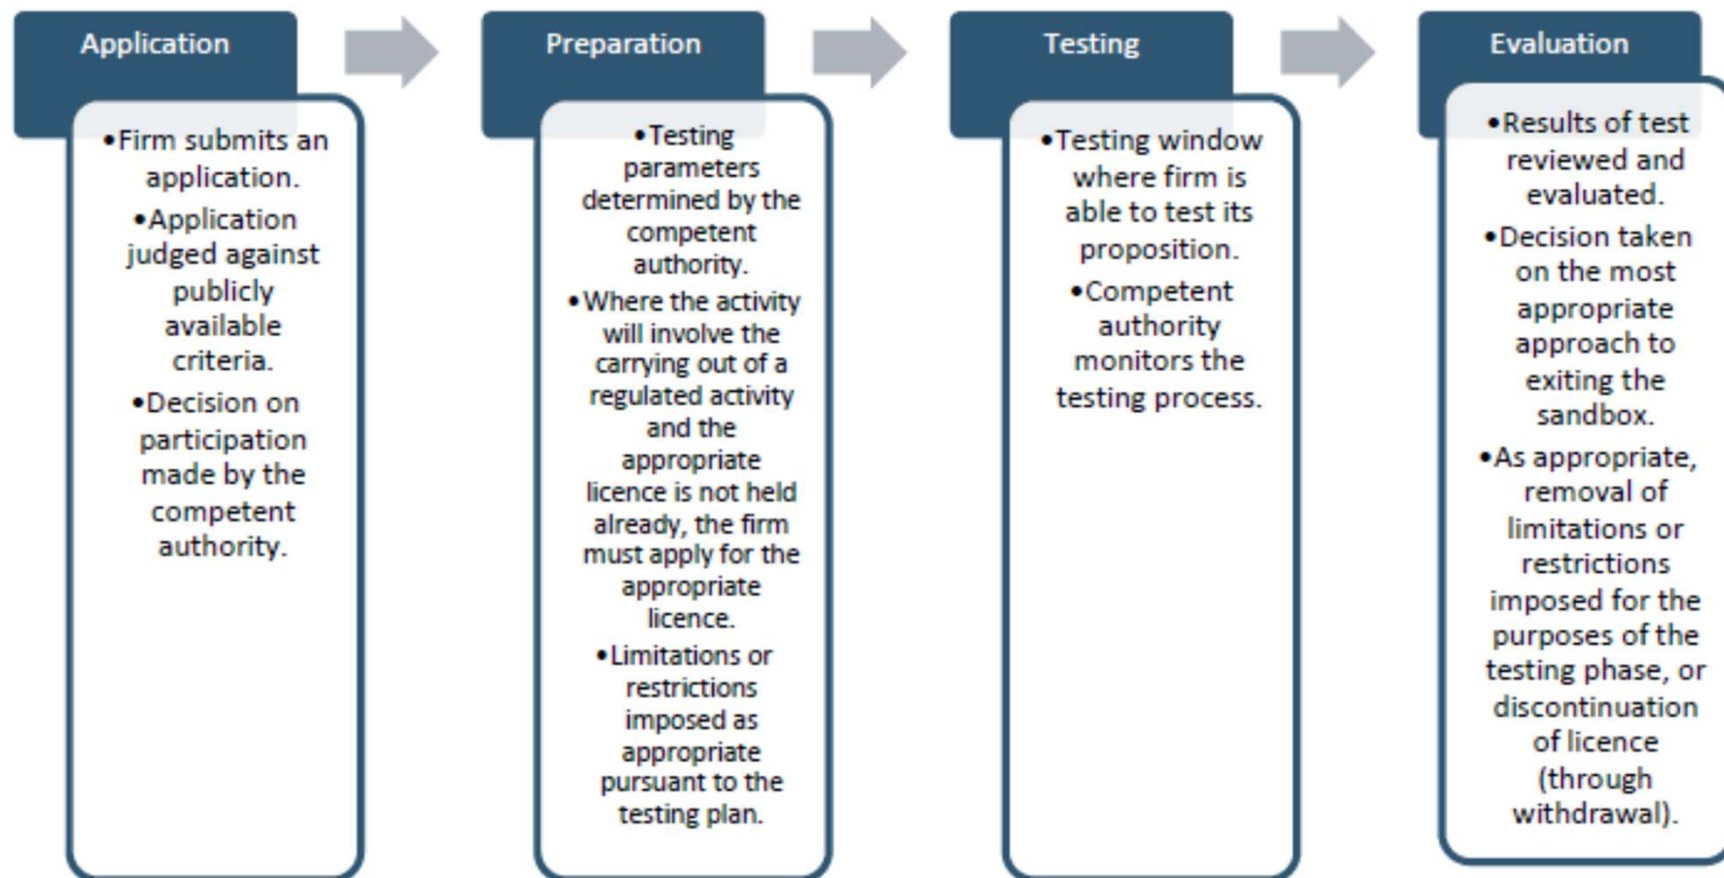 Application
•Firm submits an
application.
•Application
judged against
publicly
available
criteria.
•Decision on
participation
made by the
competent
authority.
Preparation
•Testing
parameters
determined by the
competent
authority.
•Where the activity
will involve the
carrying out of a
regulated activity
and the
appropriate
licence is not held
already, the firm
must apply for the
appropriate
licence.
•Limitations or
restrictions
imposed as
appropriate
pursuant to the
testing plan.
Testing
•Testing window
where firm is
able to test its
proposition.
•Competent
authority
monitors the
testing process.
Evaluation
•Results of test
reviewed and
evaluated.
•Decision taken
on the most
appropriate
approach to
exiting the
sandbox.
•As appropriate,
removal of
limitations or
restrictions
imposed for the
purposes of the
testing phase, or
discontinuation
of licence
(through
withdrawal).